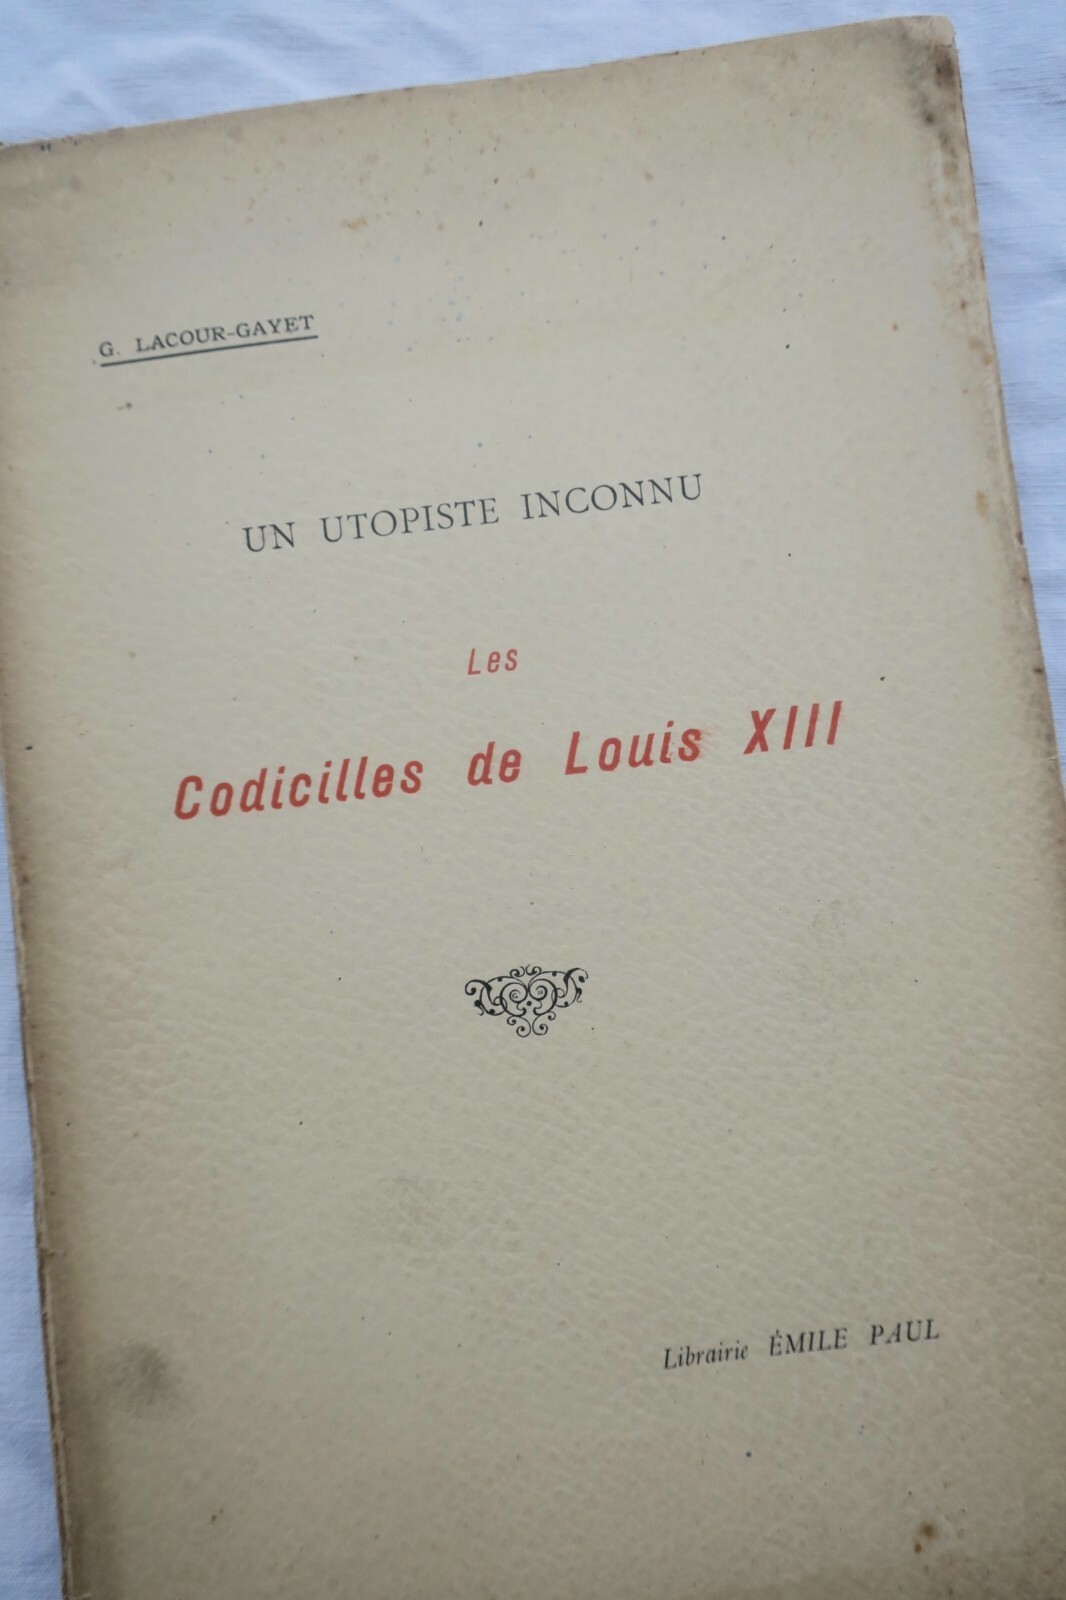 G. LACOUR-GAYET
UN UTOPISTE INCONNU
Les
Codicilles de Louis XIII
Librairie ÉMILE PAUL